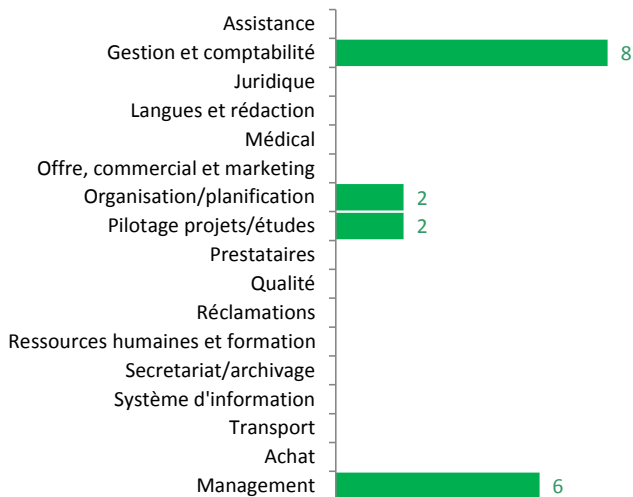 Assistance
Gestion et comptabilité 8
Juridique
Langues et rédaction
Médical
Offre, commercial et marketing
Organisation/planification 2
Pilotage projets/études 2
Prestataires
Qualité
Réclamations
Ressources humaines et formation
Secretariat/archivage
Système d'information
Transport
Achat
Management 6